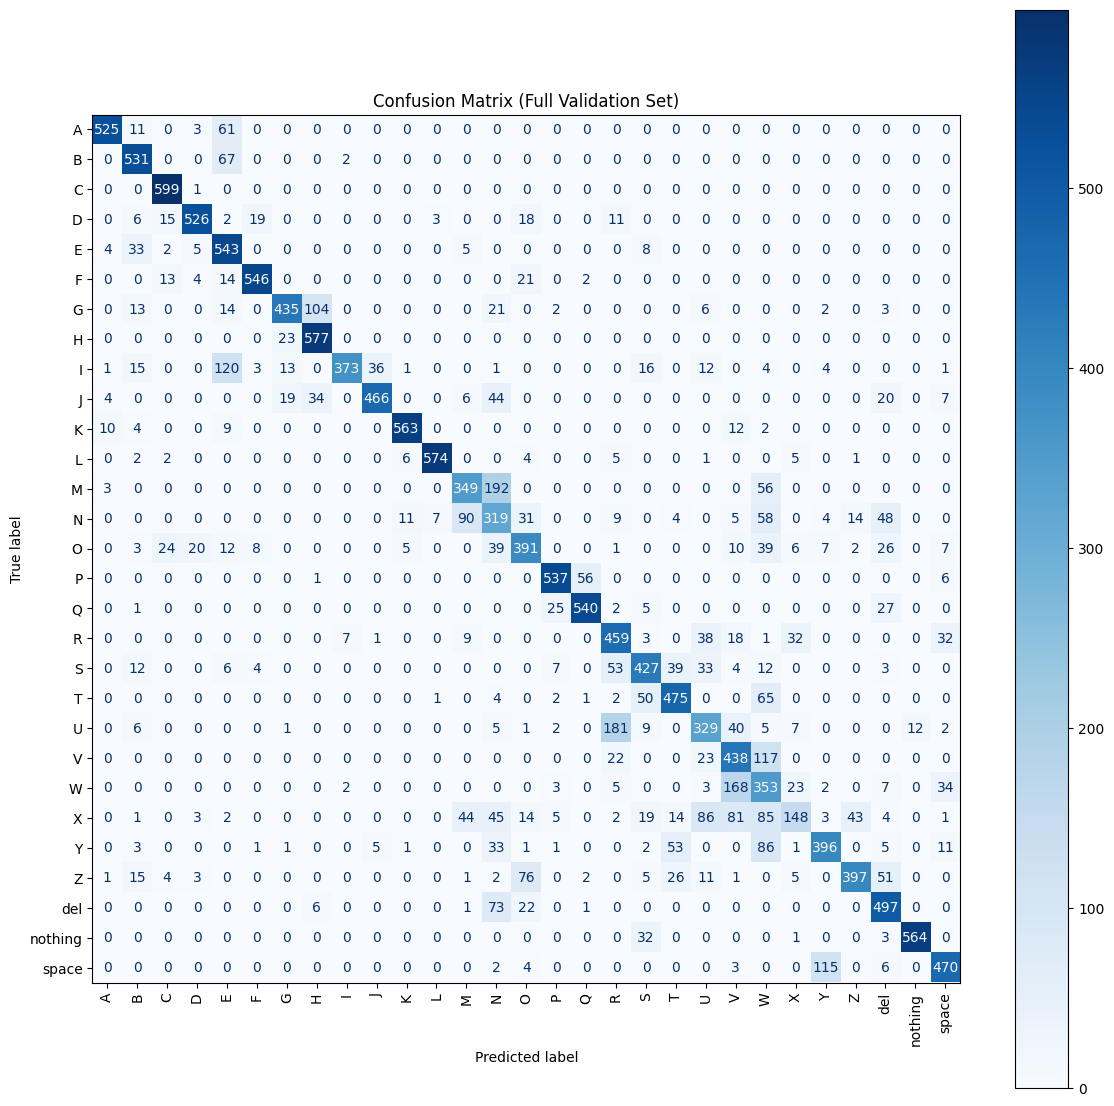 Confusion Matrix (Full Validation Set)
A 525 11 0 3 61 0 0 0 0 0 0 0 0 0 0 0 0 0 0 0 0 0 0 0 0 0 0 0 0
B 0 531 0 0 67 0 0 0 2 0 0 0 0 0 0 0 0 0 0 0 0 0 0 0 0 0 0 0 0
C 0 0 599 1 0 0 0 0 0 0 0 0 0 0 0 0 0 0 0 0 0 0 0 0 0 0 0 0 0
D 0 6 15 526 2 19 0 0 0 0 0 3 0 0 18 0 0 11 0 0 0 0 0 0 0 0 0 0 0
E 4 33 2 5 543 0 0 0 0 0 0 0 5 0 0 0 0 0 8 0 0 0 0 0 0 0 0 0 0
F 0 0 13 4 14 546 0 0 0 0 0 0 0 0 21 0 2 0 0 0 0 0 0 0 0 0 0 0 0
G 0 13 0 0 14 0 435 104 0 0 0 0 0 21 0 2 0 0 0 0 6 0 0 0 2 0 3 0 0
H 0 0 0 0 0 0 23 577 0 0 0 0 0 0 0 0 0 0 0 0 0 0 0 0 0 0 0 0 0
I 1 15 0 0 120 3 13 0 373 36 1 0 0 1 0 0 0 0 16 0 12 0 4 0 4 0 0 0 1
J 4 0 0 0 0 0 19 34 0 466 0 0 6 44 0 0 0 0 0 0 0 0 0 0 0 0 20 0 7
K 10 4 0 0 9 0 0 0 0 0 563 0 0 0 0 0 0 0 0 0 0 12 2 0 0 0 0 0 0
L 0 2 2 0 0 0 0 0 0 0 6 574 0 0 4 0 0 5 0 0 1 0 0 5 0 1 0 0 0
M 3 0 0 0 0 0 0 0 0 0 0 0 349 192 0 0 0 0 0 0 0 0 56 0 0 0 0 0 0
N 0 0 0 0 0 0 0 0 0 0 11 7 90 319 31 0 0 9 0 4 0 5 58 0 4 14 48 0 0
O 0 3 24 20 12 8 0 0 0 0 5 0 0 39 391 0 0 1 0 0 0 10 39 6 7 2 26 0 7
P 0 0 0 0 0 0 0 1 0 0 0 0 0 0 0 537 56 0 0 0 0 0 0 0 0 0 0 0 6
Q 0 1 0 0 0 0 0 0 0 0 0 0 0 0 0 25 540 2 5 0 0 0 0 0 0 0 27 0 0
R 0 0 0 0 0 0 0 0 7 1 0 0 9 0 0 0 0 459 3 0 38 18 1 32 0 0 0 0 32
S 0 12 0 0 6 4 0 0 0 0 0 0 0 0 0 7 0 53 427 39 33 4 12 0 0 0 3 0 0
T 0 0 0 0 0 0 0 0 0 0 0 1 0 4 0 2 1 2 50 475 0 0 65 0 0 0 0 0 0
U 0 6 0 0 0 0 1 0 0 0 0 0 0 5 1 2 0 181 9 0 329 40 5 7 0 0 0 12 2
V 0 0 0 0 0 0 0 0 0 0 0 0 0 0 0 0 0 22 0 0 23 438 117 0 0 0 0 0 0
W 0 0 0 0 0 0 0 0 2 0 0 0 0 0 0 3 0 5 0 0 3 168 353 23 2 0 7 0 34
X 0 1 0 3 2 0 0 0 0 0 0 0 44 45 14 5 0 2 19 14 86 81 85 148 3 43 4 0 1
Y 0 3 0 0 0 1 1 0 0 5 1 0 0 33 1 1 0 0 2 53 0 0 86 1 396 0 5 0 11
Z 1 15 4 3 0 0 0 0 0 0 0 0 1 2 76 0 2 0 5 26 11 1 0 5 0 397 51 0 0
del 0 0 0 0 0 0 0 6 0 0 0 0 1 73 22 0 1 0 0 0 0 0 0 0 0 0 497 0 0
nothing 0 0 0 0 0 0 0 0 0 0 0 0 0 0 0 0 0 0 32 0 0 0 0 1 0 0 3 564 0
space 0 0 0 0 0 0 0 0 0 0 0 0 0 2 4 0 0 0 0 0 0 3 0 0 115 0 6 0 470
A B C D E F G H I J K L M N O P Q R S T U V W X Y Z del nothing space
Predicted label
True label
500
400
300
200
100
0